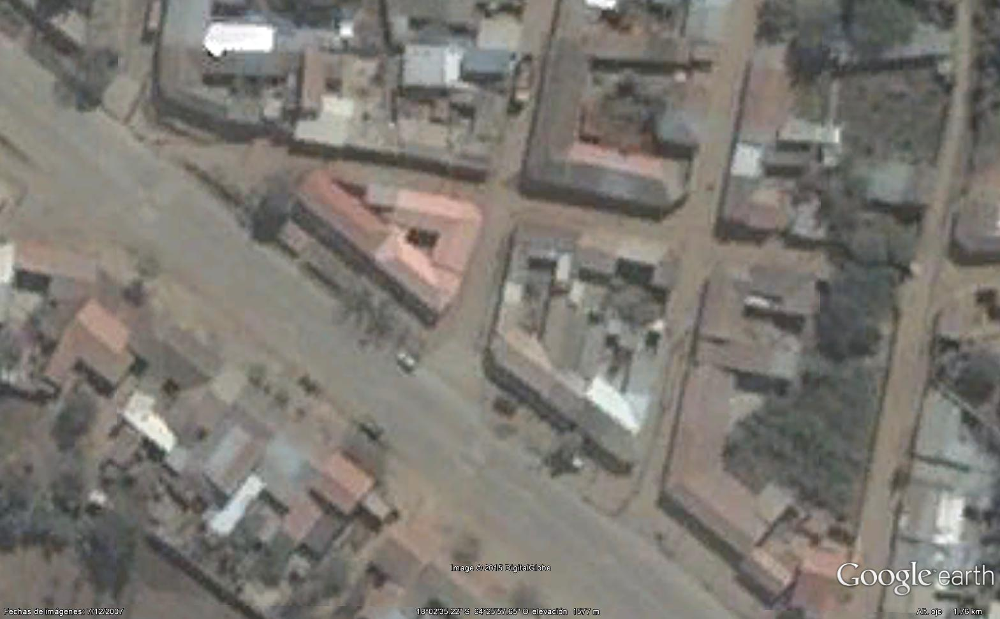 Image © 2015 DigitalGlobe
Google earth
Fechas de imágenes: 7/12/2007
18°02'35.22" S 64°25'57.65" O elevación 1577 m
Alt. ojo 1.76 km